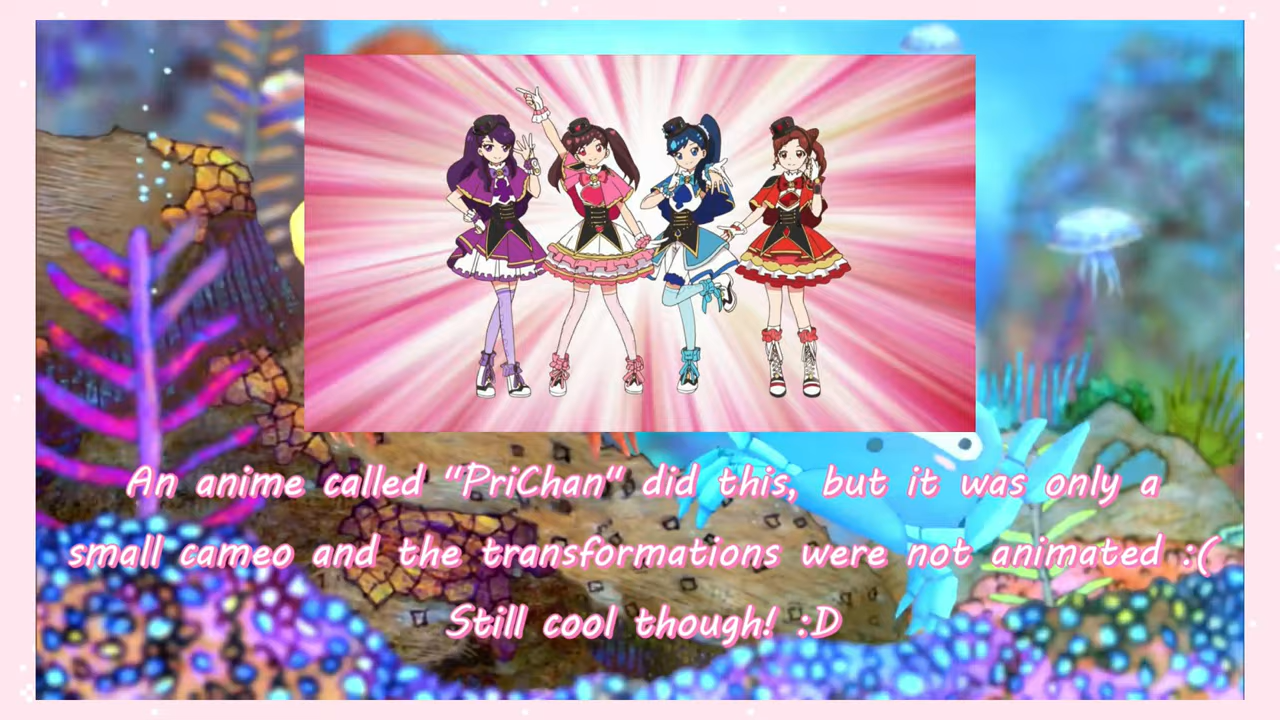 An anime called "PriChan" did this, but it was only a
small cameo and the transformations were not animated :(
Still cool though! :D